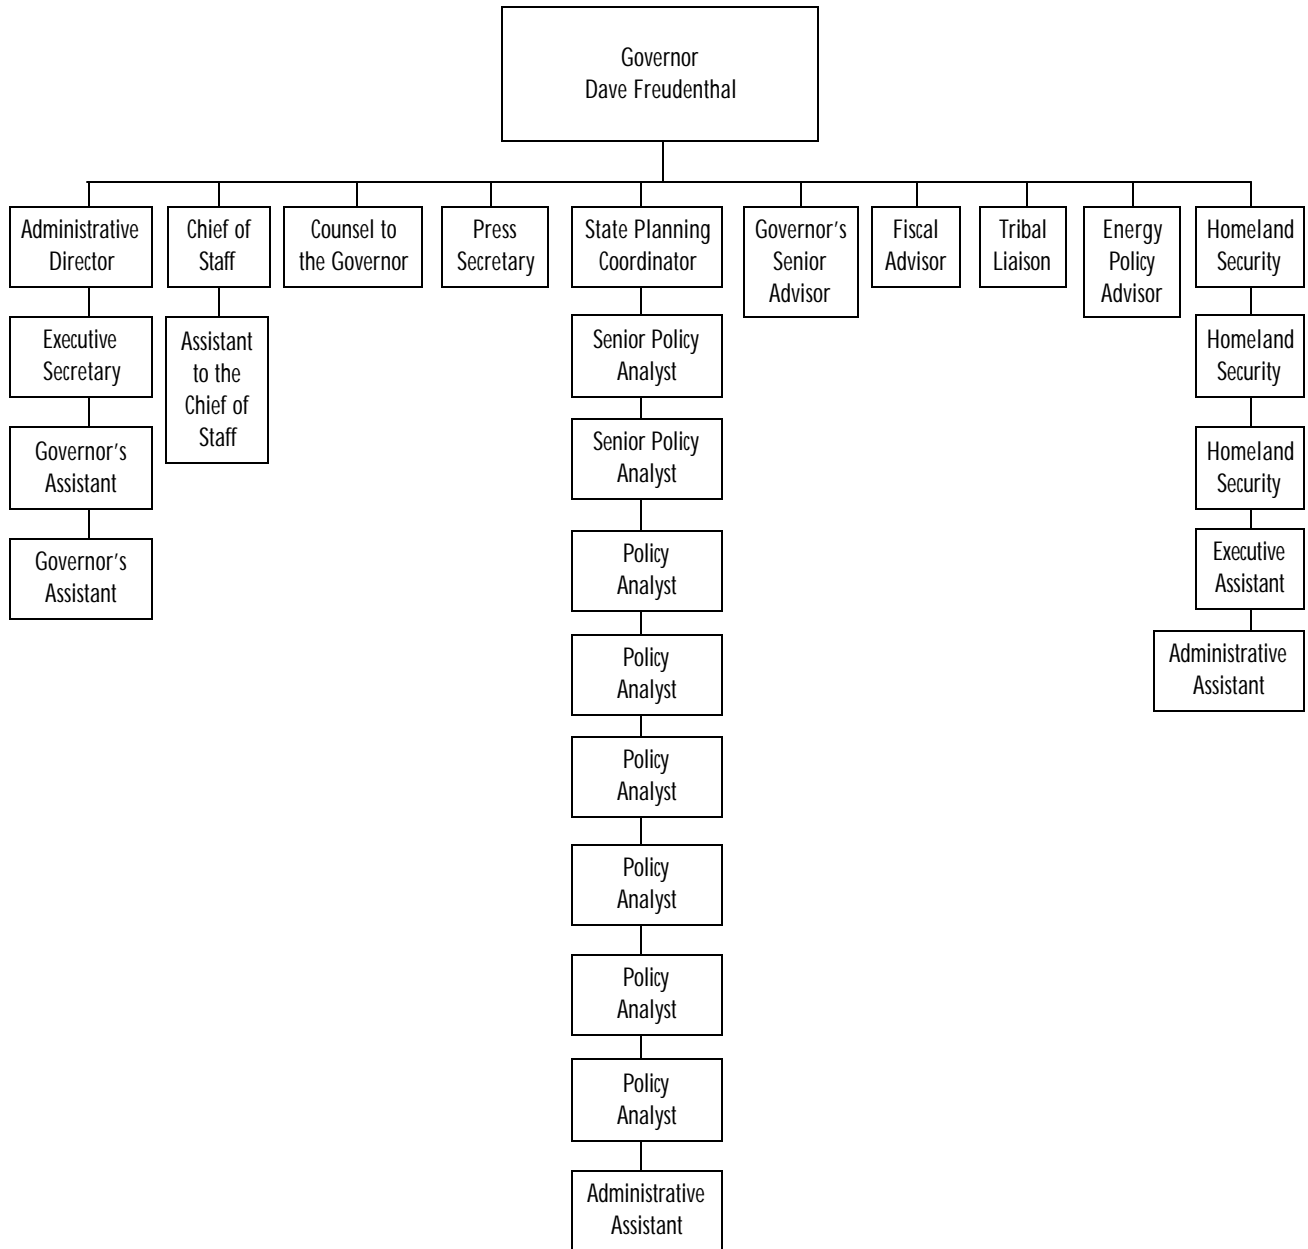 Governor
Dave Freudenthal
Administrative
Director
Chief of
Staff
Counsel to
the Governor
Press
Secretary
State Planning
Coordinator
Governor's
Senior
Advisor
Fiscal
Advisor
Tribal
Liaison
Energy
Policy
Advisor
Homeland
Security
Executive
Secretary
Governor's
Assistant
Governor's
Assistant
Assistant
to the
Chief of
Staff
Senior Policy
Analyst
Senior Policy
Analyst
Policy
Analyst
Policy
Analyst
Policy
Analyst
Policy
Analyst
Policy
Analyst
Policy
Analyst
Administrative
Assistant
Homeland
Security
Homeland
Security
Executive
Assistant
Administrative
Assistant